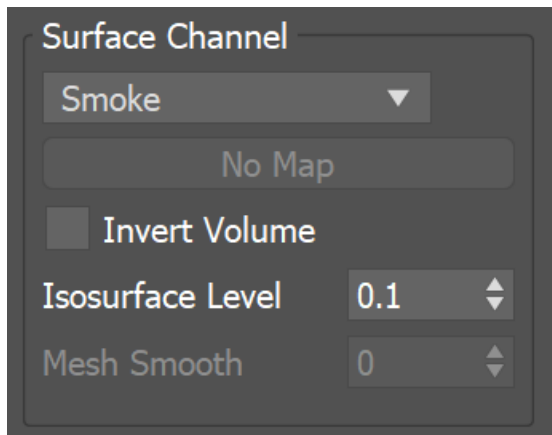 Surface Channel
Smoke
No Map
Invert Volume
Isosurface Level 0.1
Mesh Smooth 0